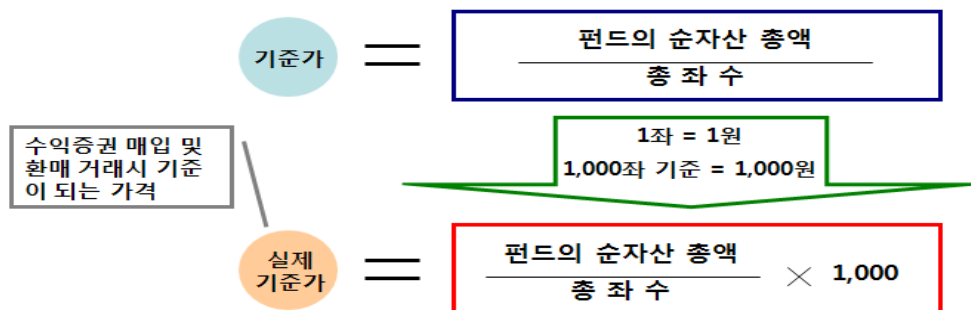 기준가
펀드의 순자산 총액
총 좌 수
수익증권 매입 및
환매 거래시 기준
이 되는 가격
1좌 = 1원
1,000좌 기준 = 1,000원
실제
기준가
펀드의 순자산 총액
총 좌 수
× 1,000